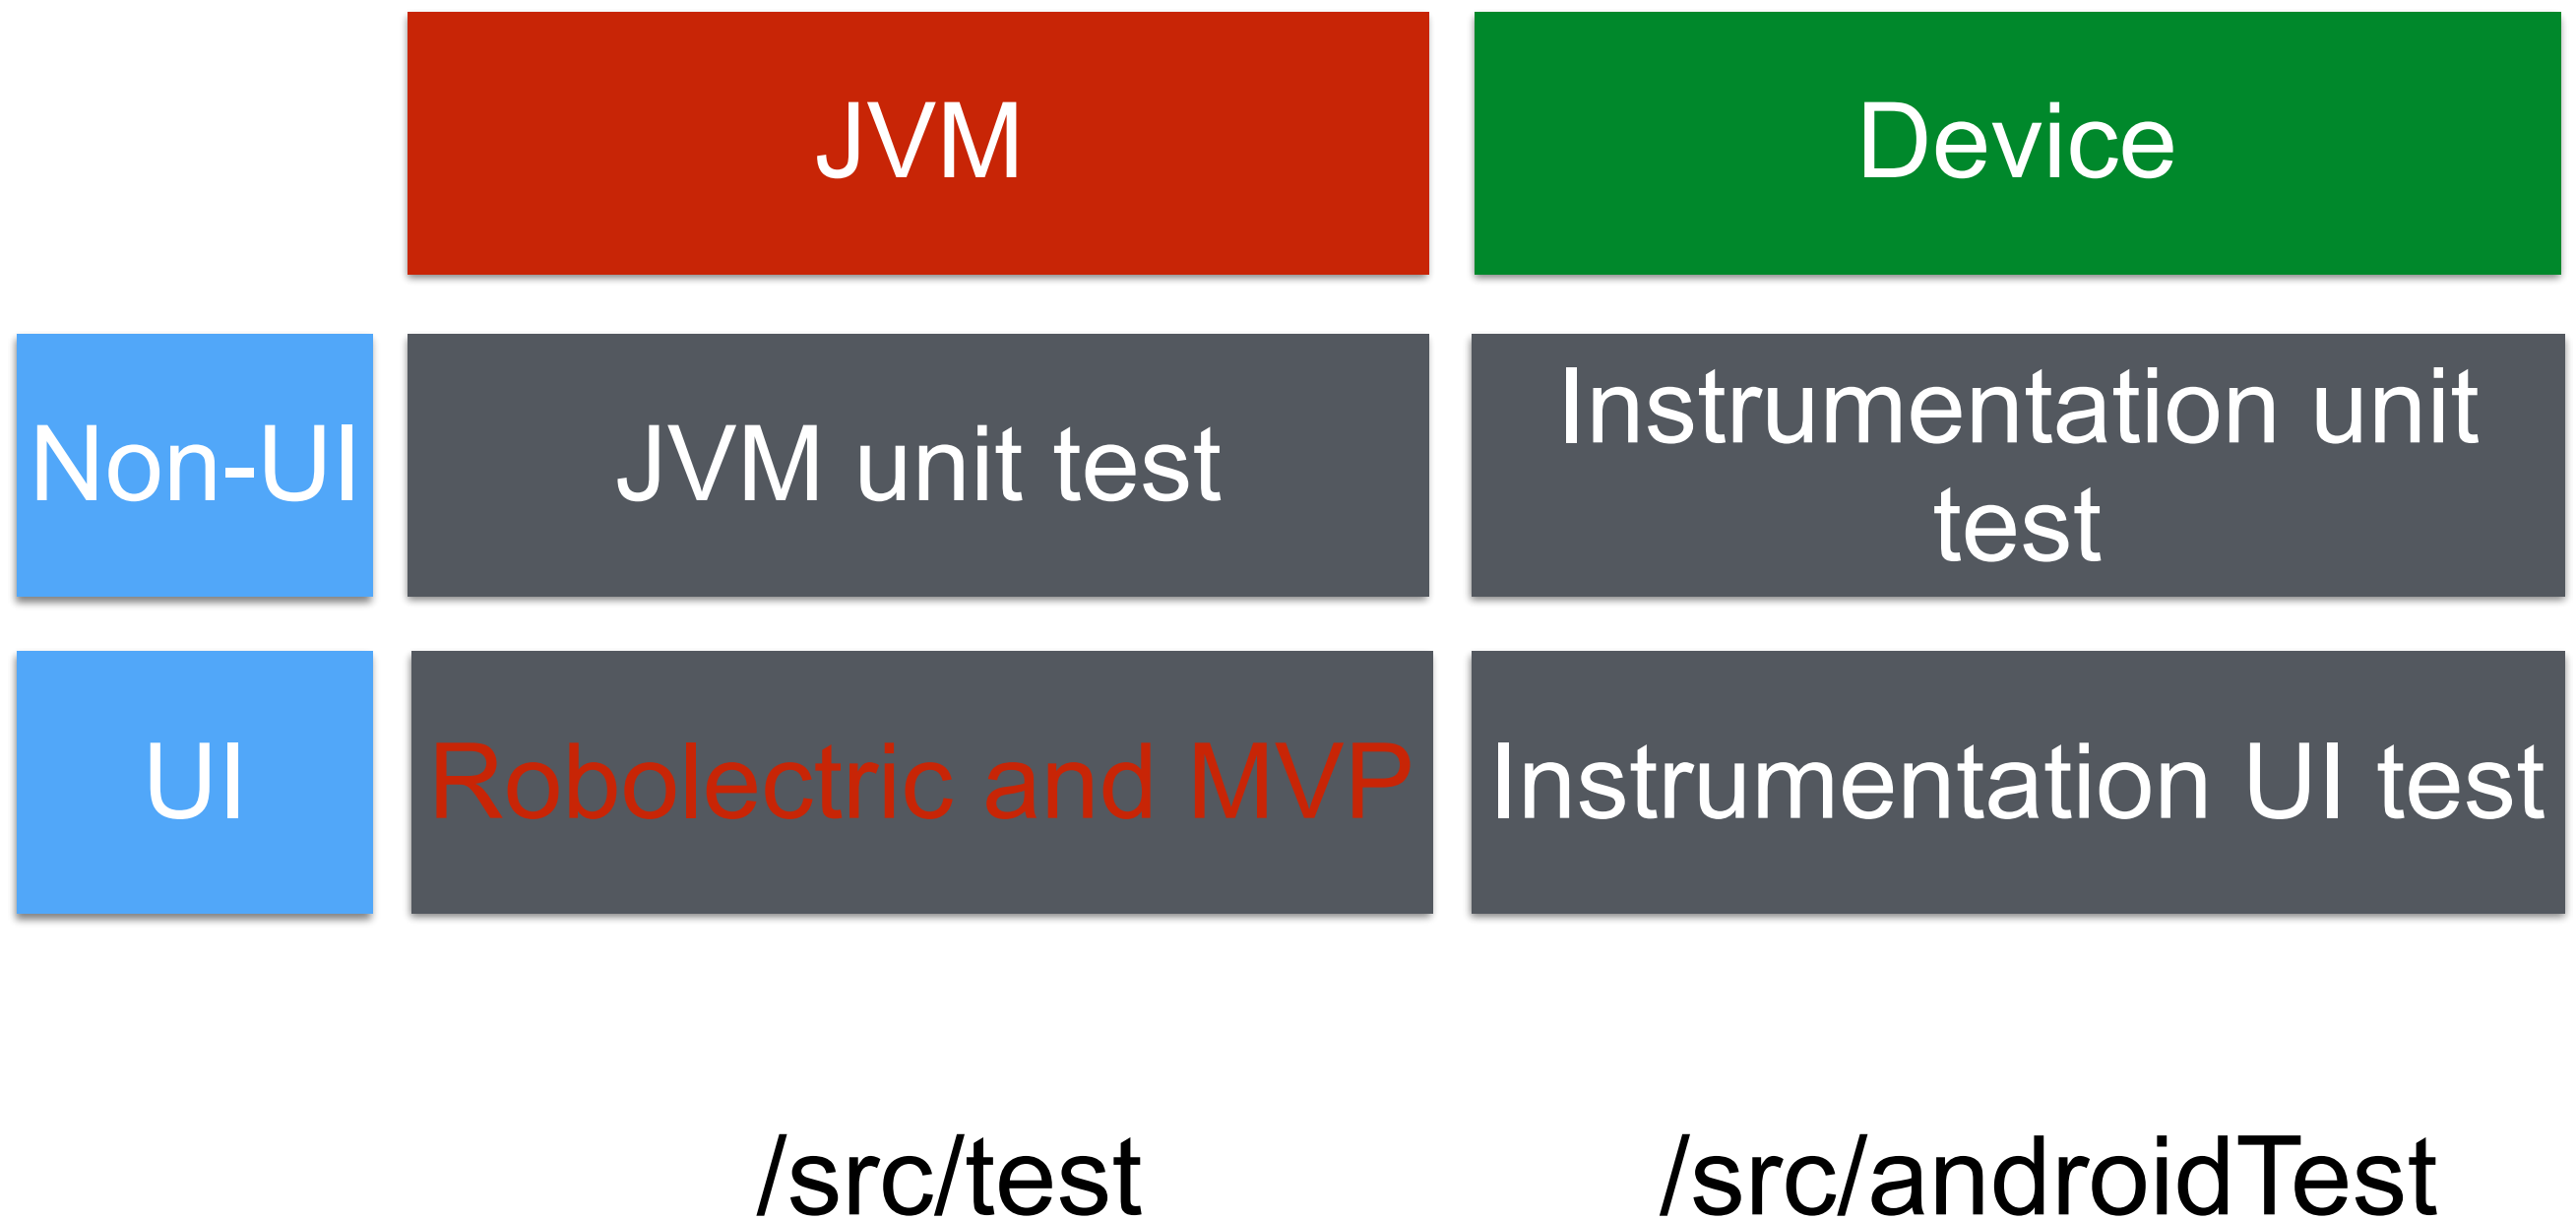 JVM
Device
Non-UI
JVM unit test
Instrumentation unit
test
UI
Robolectric and MVP
Instrumentation UI test
/src/test
/src/androidTest